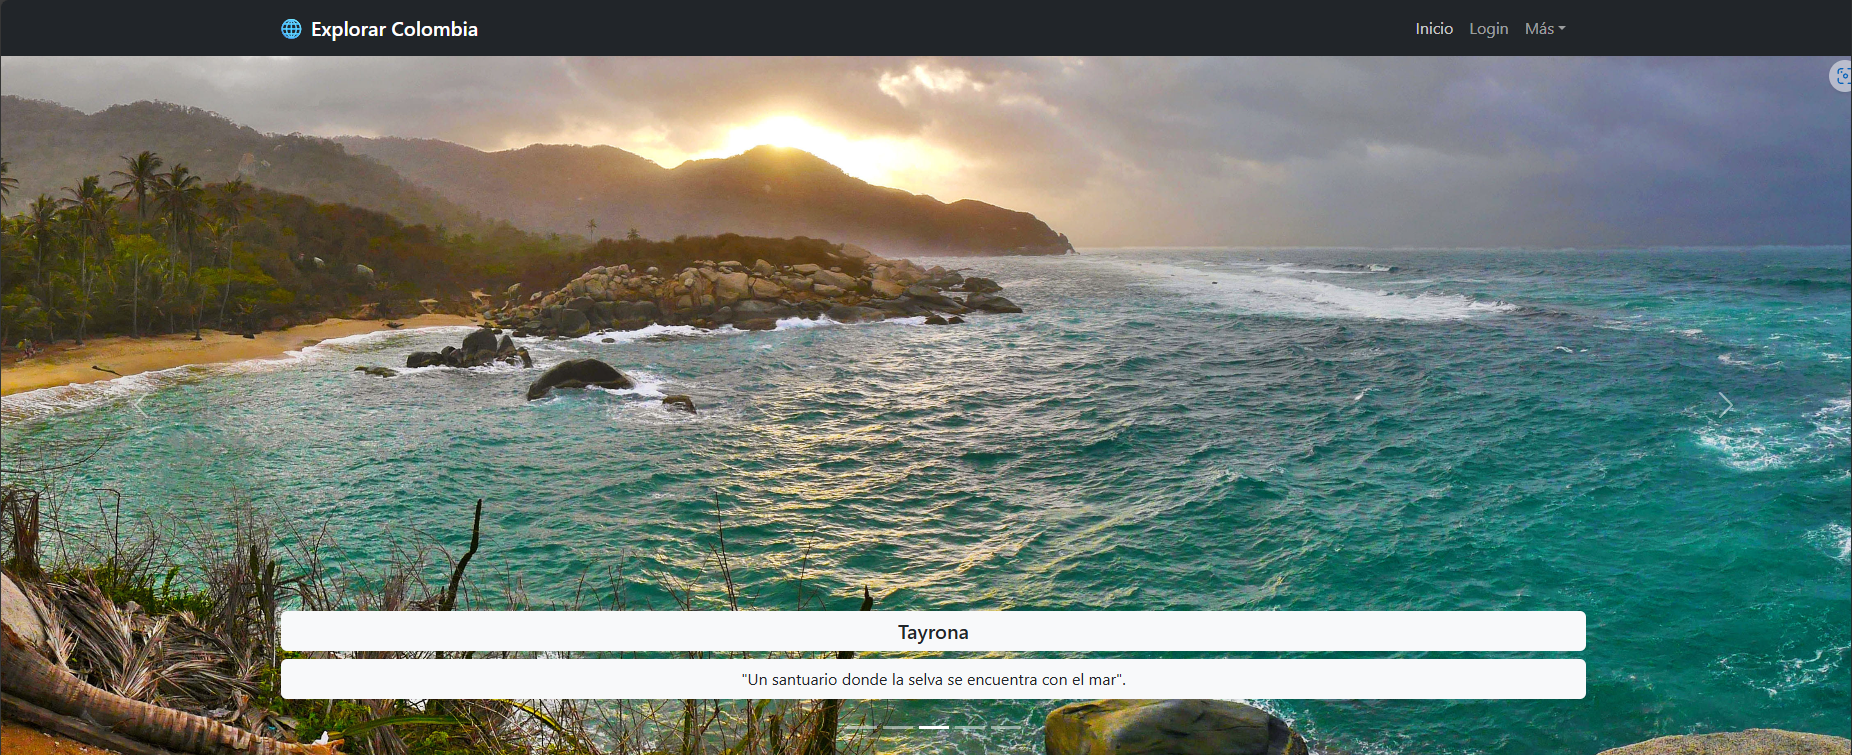 Explorar Colombia
Inicio Login Más
Tayrona
"Un santuario donde la selva se encuentra con el mar".